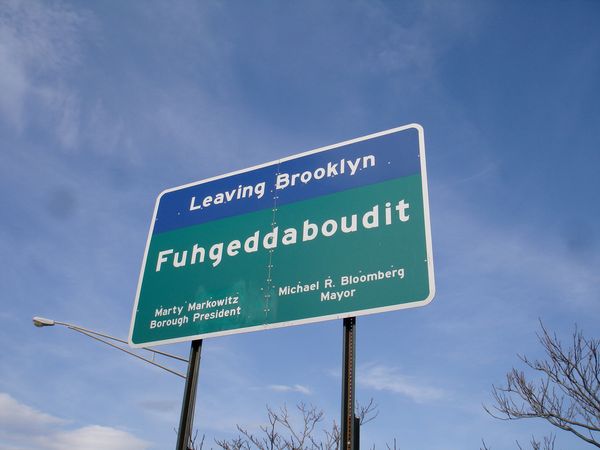 Leaving Brooklyn
Fuhgeddaboudit
Marty Markowitz
Borough President
Michael R. Bloomberg
Mayor